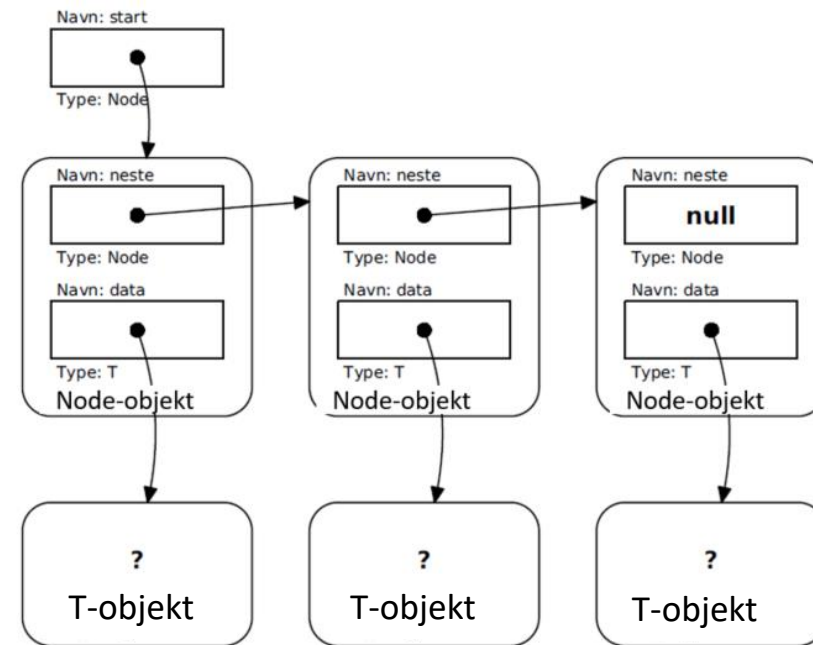 Navn: start
Type: Node
Navn: neste
Navn: neste
Navn: neste
null
Type: Node
Type: Node
Type: Node
Navn: data
Navn: data
Navn: data
Type: T
Type: T
Type: T
Node-objekt
Node-objekt
Node-objekt
?
?
?
T-objekt
T-objekt
T-objekt